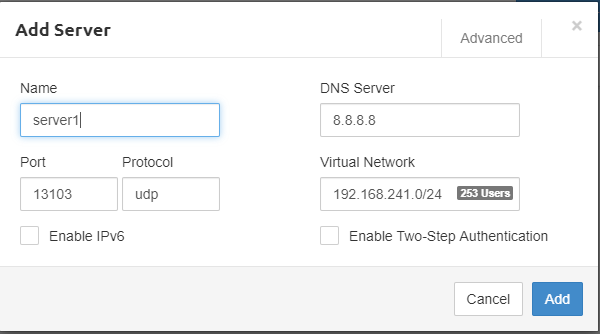 Add Server
Advanced ×
Name
server1
DNS Server
8.8.8.8
Port Protocol
13103 udp
Virtual Network
192.168.241.0/24 253 Users
Enable IPv6
Enable Two-Step Authentication
Cancel Add